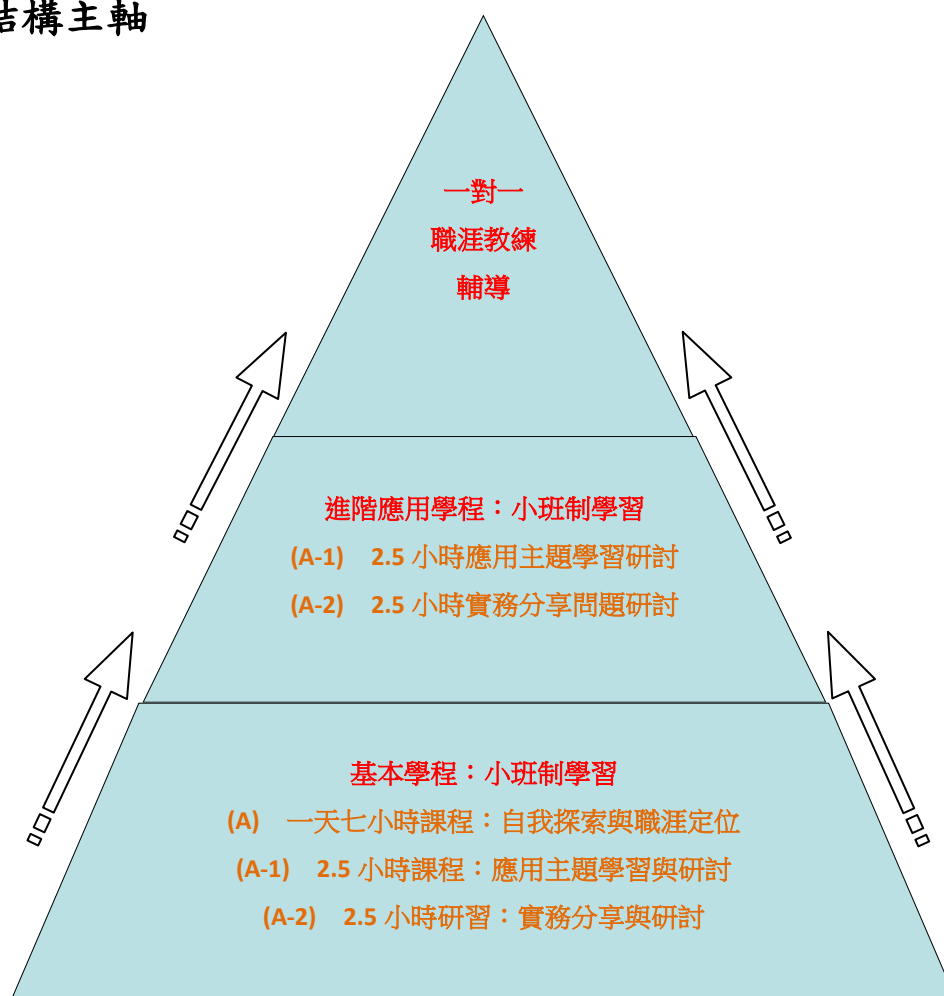 結構主軸
一對一
職涯教練
輔導
進階應用學程：小班制學習
(A-1) 2.5 小時應用主題學習研討
(A-2) 2.5 小時實務分享問題研討
基本學程：小班制學習
(A) 一天七小時課程：自我探索與職涯定位
(A-1) 2.5 小時課程：應用主題學習與研討
(A-2) 2.5 小時研習：實務分享與研討